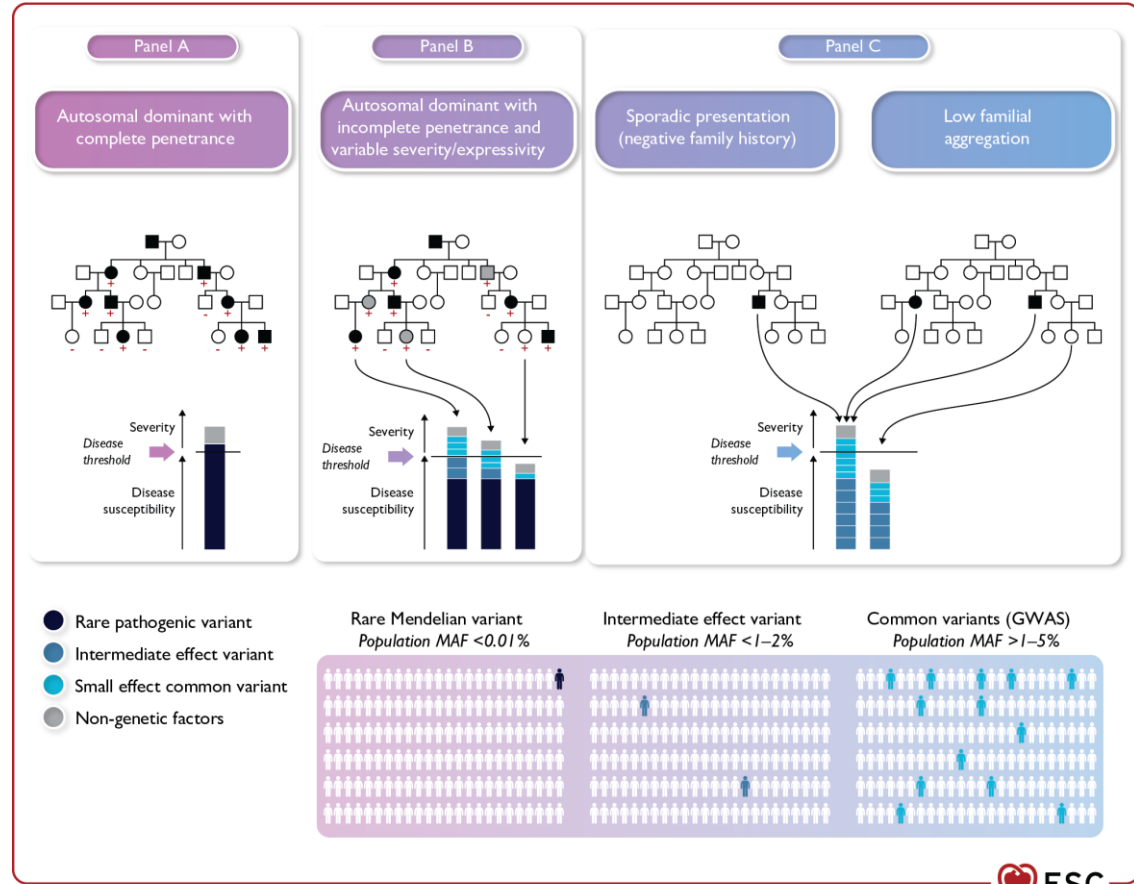 Panel A
Autosomal dominant with
complete penetrance
+
+
+
+
-
+
-
+
-
-
+
+
Severity
Disease
threshold
Disease
susceptibility
Panel B
Autosomal dominant with
incomplete penetrance and
variable severity/expressivity
+
+
+
+
-
+
+
-
+
-
-
+
+
Severity
Disease
threshold
Disease
susceptibility
Panel C
Sporadic presentation
(negative family history)
Low familial
aggregation
Severity
Disease
threshold
Disease
susceptibility
Rare pathogenic variant
Intermediate effect variant
Small effect common variant
Non-genetic factors
Rare Mendelian variant
Population MAF <0.01%
Intermediate effect variant
Population MAF <1–2%
Common variants (GWAS)
Population MAF >1–5%
ESC